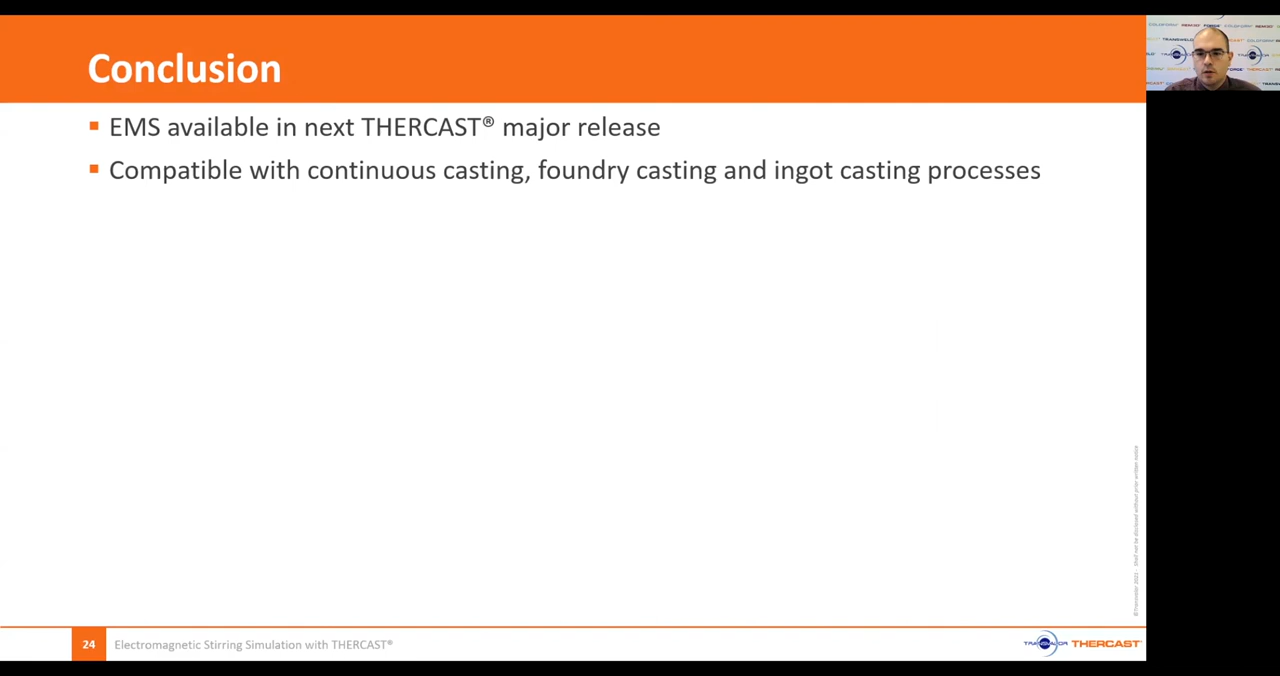 Conclusion
EMS available in next THERCAST® major release
Compatible with continuous casting, foundry casting and ingot casting processes
24
Electromagnetic Stirring Simulation with THERCAST®
TRANSVALOR THERCAST